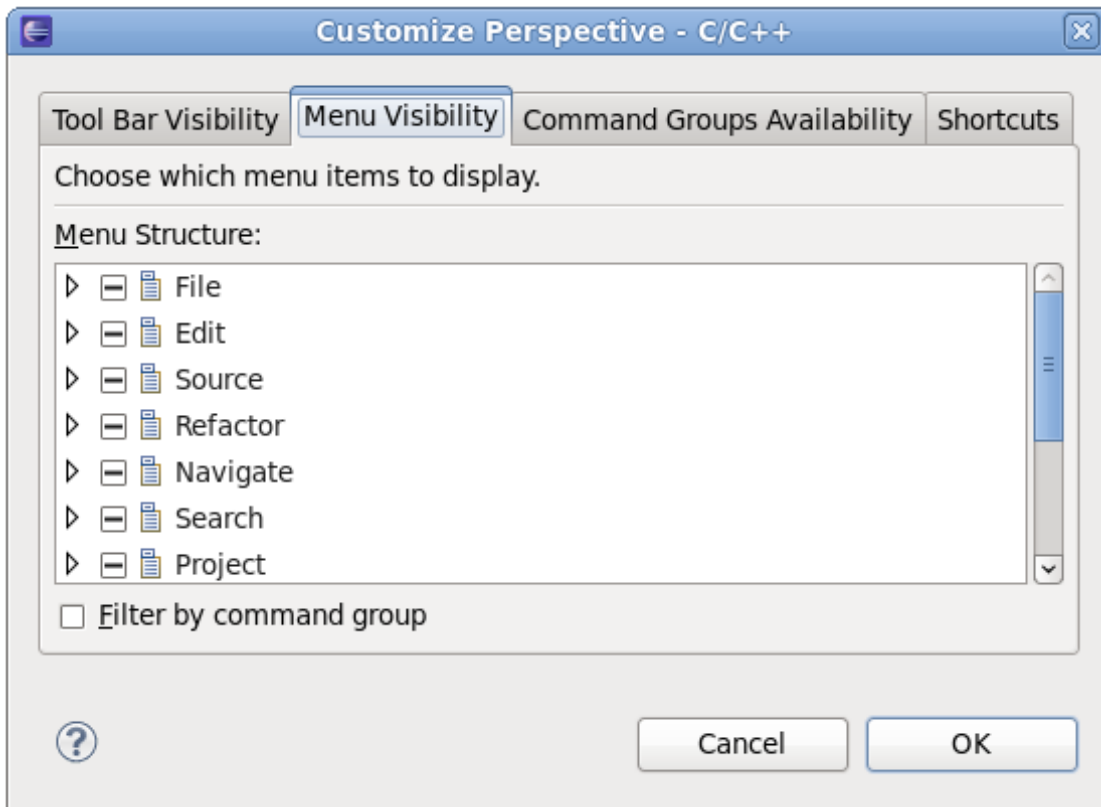 Customize Perspective - C/C++
Tool Bar Visibility Menu Visibility Command Groups Availability Shortcuts
Choose which menu items to display.
Menu Structure:
File
Edit
Source
Refactor
Navigate
Search
Project
Filter by command group
Cancel OK